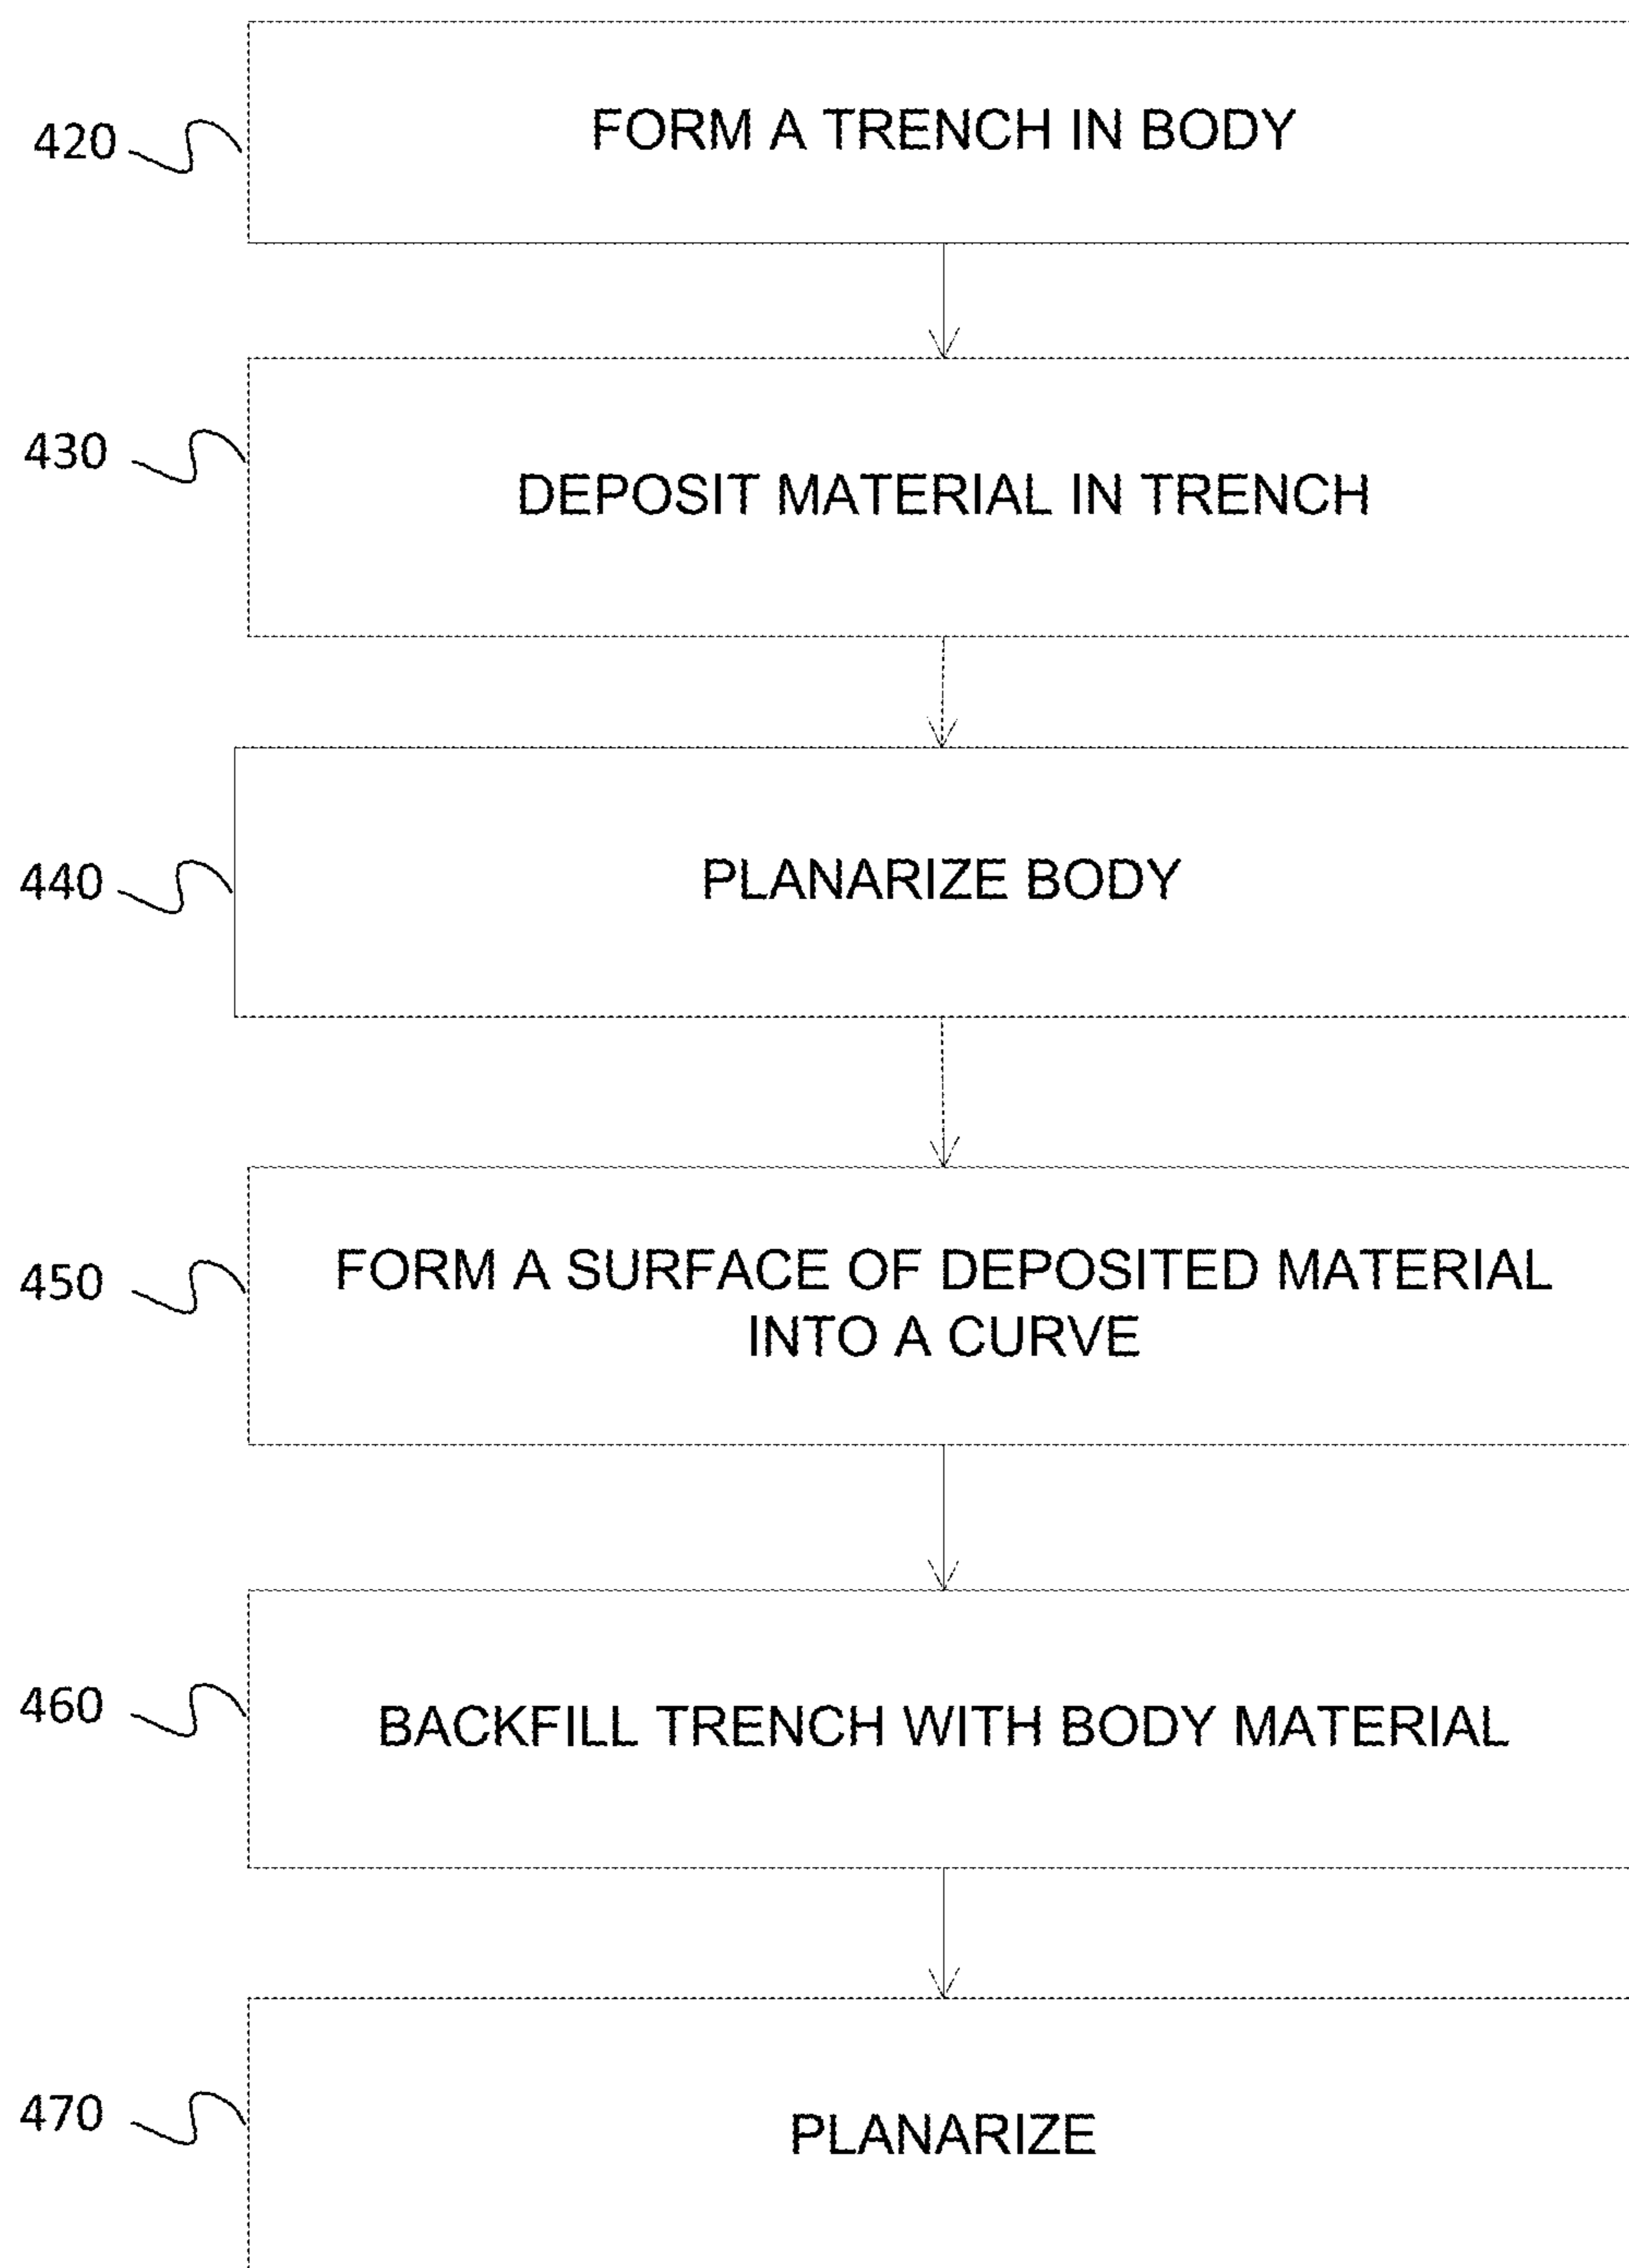 420
FORM A TRENCH IN BODY
430
DEPOSIT MATERIAL IN TRENCH
440
PLANARIZE BODY
450
FORM A SURFACE OF DEPOSITED MATERIAL
INTO A CURVE
460
BACKFILL TRENCH WITH BODY MATERIAL
470
PLANARIZE